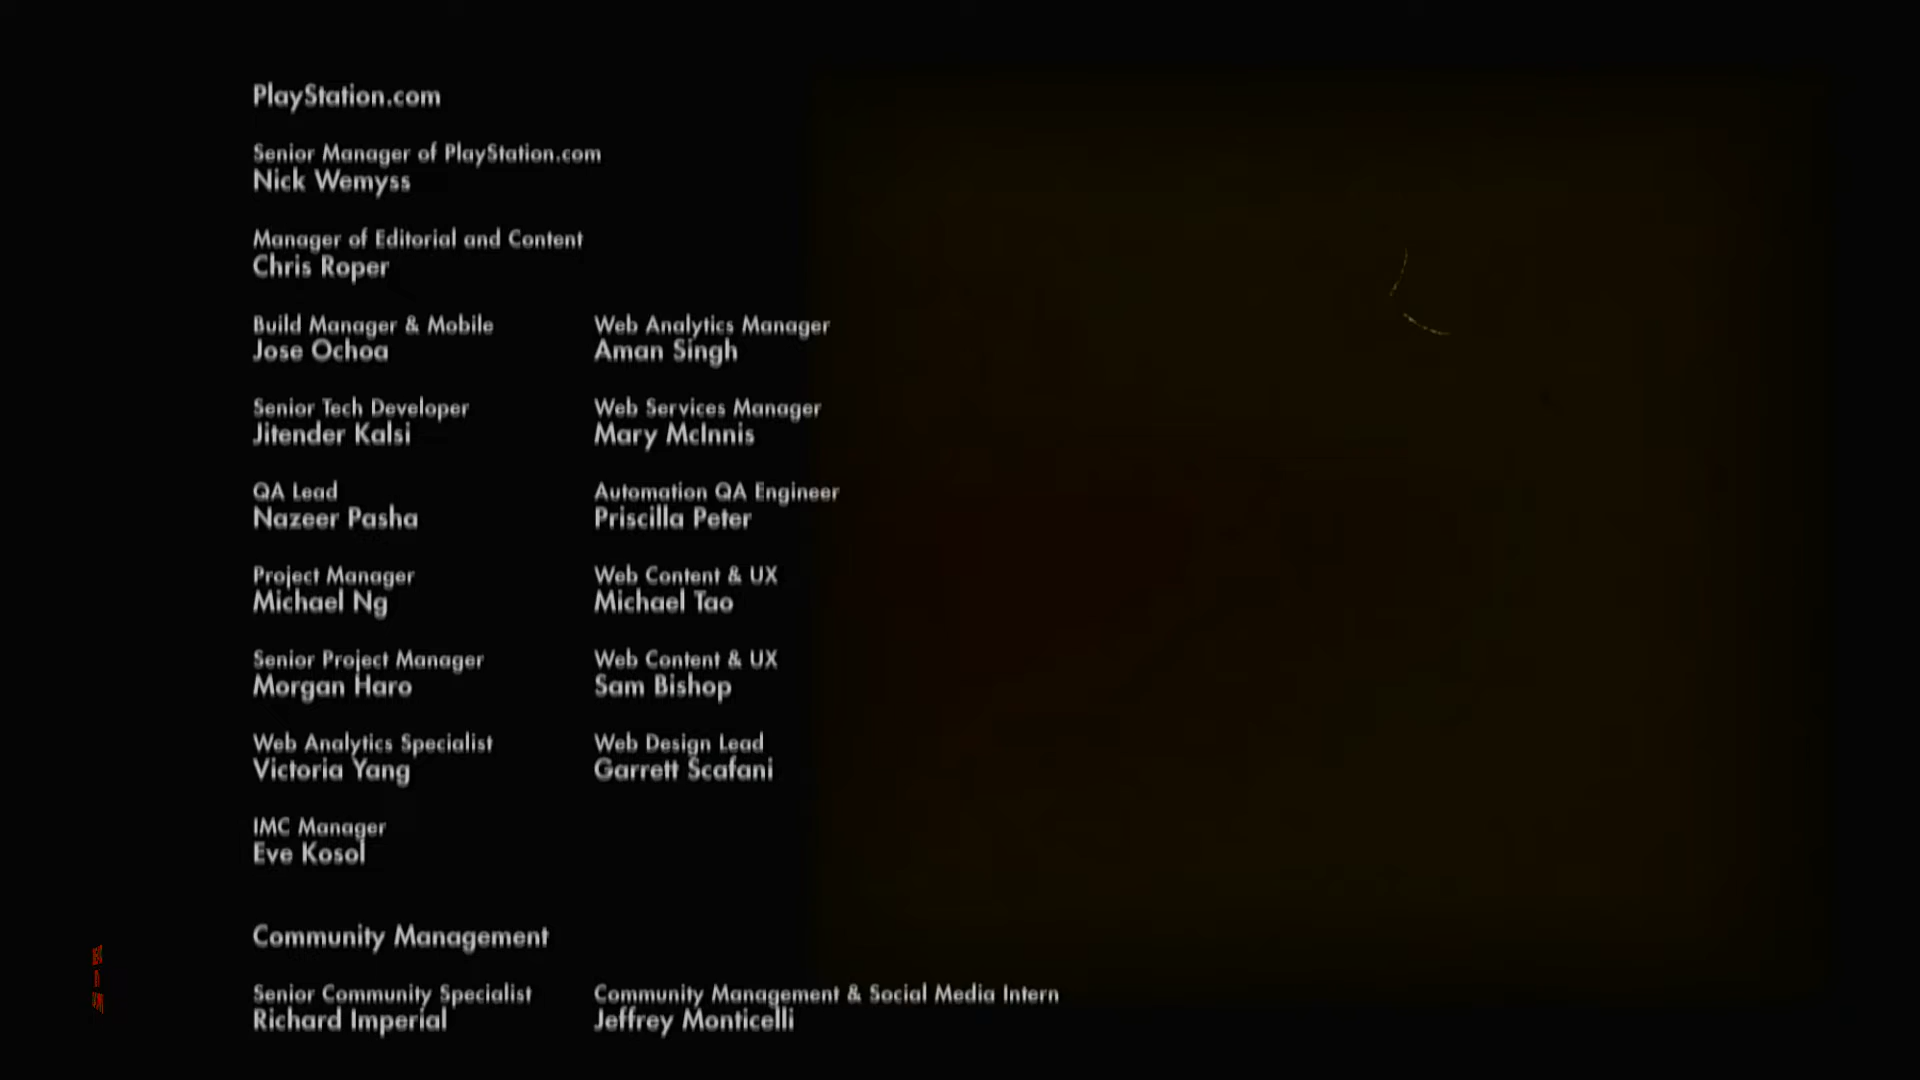 PlayStation.com
Senior Manager of PlayStation.com
Nick Wemyss
Manager of Editorial and Content
Chris Roper
Build Manager & Mobile
Jose Ochoa
Web Analytics Manager
Aman Singh
Senior Tech Developer
Jitender Kalsi
Web Services Manager
Mary McInnis
QA Lead
Nazeer Pasha
Automation QA Engineer
Priscilla Peter
Project Manager
Michael Ng
Web Content & UX
Michael Tao
Senior Project Manager
Morgan Haro
Web Content & UX
Sam Bishop
Web Analytics Specialist
Victoria Yang
Web Design Lead
Garrett Scafani
IMC Manager
Eve Kosol
Community Management
Senior Community Specialist
Richard Imperial
Community Management & Social Media Intern
Jeffrey Monticelli